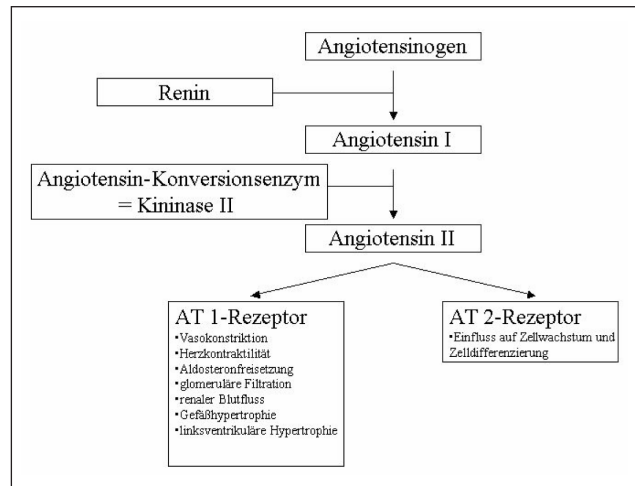 Angiotensinogen
Renin
Angiotensin I
Angiotensin-Konversionsenzym
= Kininase II
Angiotensin II
AT 1-Rezeptor
•Vasokonstriktion
•Herzkontraktilität
•Aldosteronfreisetzung
•glomeruläre Filtration
•renaler Blutfluss
•Gefäßhypertrophie
•linksventrikuläre Hypertrophie
AT 2-Rezeptor
•Einfluss auf Zellwachstum und
Zelldifferenzierung